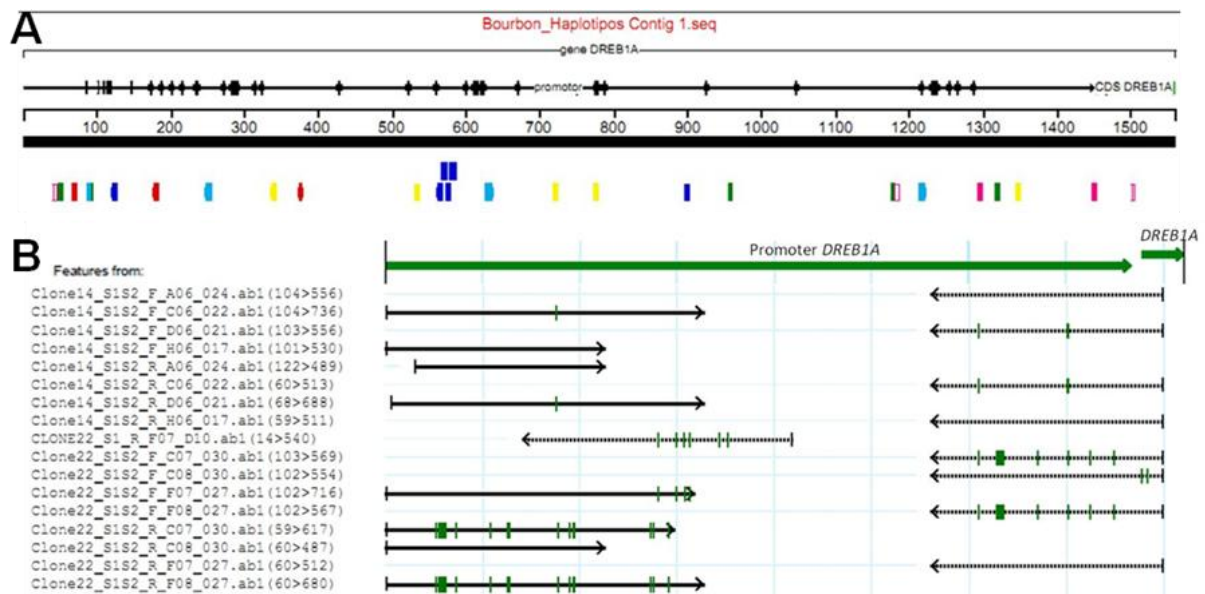 A
Bourbon_Haplotipos Contig 1.seq
gene DREB1A
promotor
CDS DREB1A
100 200 300 400 500 600 700 800 900 1000 1100 1200 1300 1400 1500
B
DREB1A
Promoter DREB1A
Features from:
Clone14_S1S2_F_A06_024.ab1(104>556)
Clone14_S1S2_F_C06_022.ab1(104>736)
Clone14_S1S2_F_D06_021.ab1(103>556)
Clone14_S1S2_F_H06_017.ab1(101>530)
Clone14_S1S2_R_A06_024.ab1(122>489)
Clone14_S1S2_R_C06_022.ab1(60>513)
Clone14_S1S2_R_D06_021.ab1(68>688)
Clone14_S1S2_R_H06_017.ab1(59>511)
CLONE22_S1_R_F07_D10.ab1(14>540)
Clone22_S1S2_F_C07_030.ab1(103>569)
Clone22_S1S2_F_C08_030.ab1(102>554)
Clone22_S1S2_F_F07_027.ab1(102>716)
Clone22_S1S2_F_F08_027.ab1(102>567)
Clone22_S1S2_R_C07_030.ab1(59>617)
Clone22_S1S2_R_C08_030.ab1(60>487)
Clone22_S1S2_R_F07_027.ab1(60>512)
Clone22_S1S2_R_F08_027.ab1(60>680)